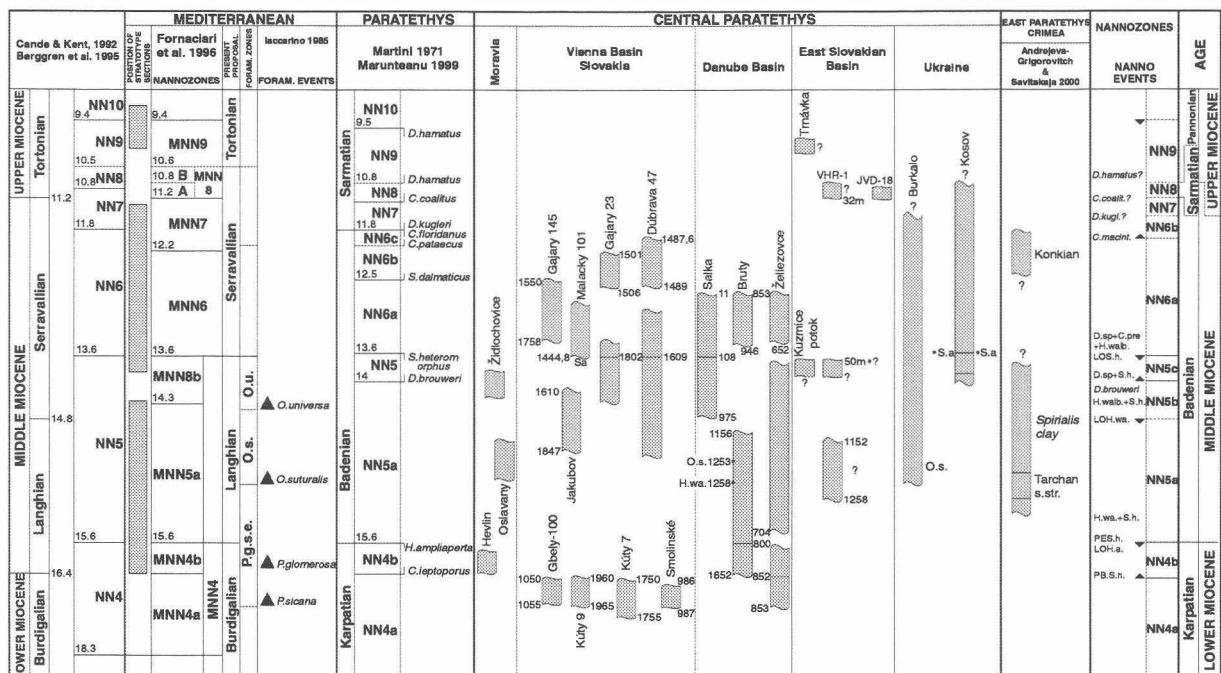 MEDITERRANEAN
PARATETHYS
CENTRAL PARATETHYS
EAST PARATETHYS
CRIMEA
NANNOZONES
AGE
Cande & Kent, 1992
Berggren et al. 1995
POSITION OF
STRATOTYPE
SECTIONS
Fornaciari
et al. 1996
NANNOZONES
PRESENT
PROPOSAL
FORAM. ZONES
Iaccarino 1985
FORAM. EVENTS
Martini 1971
Marunteanu 1999
Moravia
Vienna Basin
Slovakia
Danube Basin
East Slovakian
Basin
Ukraine
Andrejeva-
Grigorovitch
&
Savitskaja 2000
NANNO
EVENTS
UPPER MIOCENE
MIDDLE MIOCENE
LOWER MIOCENE
Tortonian
Serravallian
Langhian
Burdigalian
11.2
14.8
16.4
NN10
9.4
NN9
10.5
NN8
10.8
NN7
11.8
NN6
13.6
NN5
15.6
NN4
18.3
9.4
MNN9
10.6
10.8 B
11.2 A
MNN
8
MNN7
12.2
MNN6
13.6
MNN8b
14.3
MNN5a
15.6
MNN4b
MNN4a
MNN4
Tortonian
Serravallian
Langhian
Burdigalian
O.u.
O.s.
P.g.s.e.
O.universa
O.suturalis
P.glomerosa
P.sicana
Sarmatian
Badenian
Karpatian
NN10
9.5
D.hamatus
NN9
10.8
D.hamatus
NN8
C.coalitus
NN7
11.8
D.kugleri
C.floridanus
NN6c
C.pataecus
NN6b
12.5
S.dalmaticus
NN6a
13.6
S.heterom
orphus
NN5
14
D.brouweri
NN5a
15.6
H.ampliaperta
NN4b
C.leptoporus
NN4a
Židlochovice
Oslavany
Hevlin
Gajary 145
1550
1758
Malacky 101
1444,8
Sa
Gajary 23
1501
1506
1802
Dúbrava 47
1487,6
1489
1609
1610
1847
Jakubov
Gbely-100
1050
1055
1960
1965
Kúty 9
Kúty 7
1750
1755
Smolinské
986
987
Salka
11
108
975
Bruty
853
946
Želiezovce
652
1156
O.s.1253
H.wa.1258
1652
704
800
852
853
Trnávka
?
VHR-1
?
32m
JVD-18
Kuzmice
potok
?
50m•?
?
1152
?
1258
Burkalo
?
O.s.
Kosov
?
•S.a
•S.a
Konkian
?
?
Spirialis
clay
Tarchan
s.str.
D.hamatus?
C.coalit.?
D.kugl.?
C.macint.
D.sp+C.pre
+H.walb.
LOS.h.
D.sp+S.h.
D.brouweri
H.walb.+S.h.
LOH.wa.
H.wa.+S.h.
PES.h.
LOH.a.
PB.S.h.
NN9
NN8
NN7
NN6b
NN6a
NN5c
NN5b
NN5a
NN4b
NN4a
Pannonian
Sarmatian
Badenian
Karpatian
UPPER MIOCENE
MIDDLE MIOCENE
LOWER MIOCENE